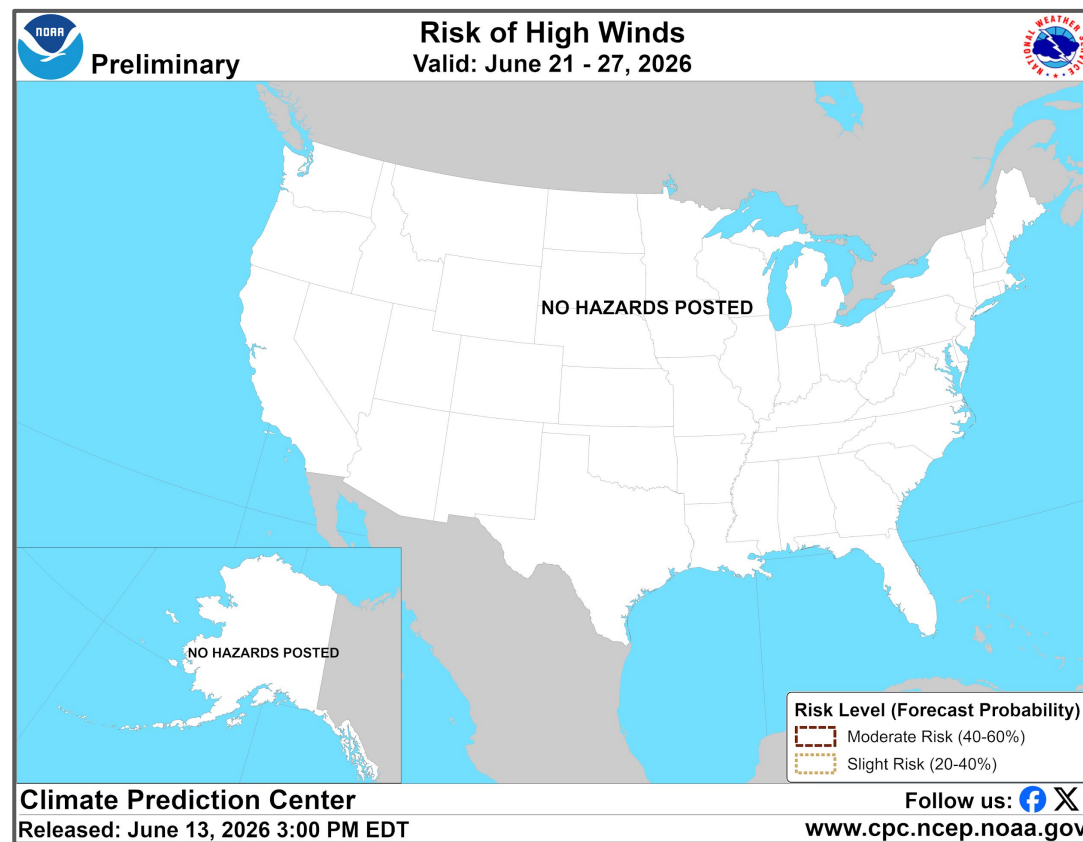 NOAA
Preliminary
Risk of High Winds
Valid: June 21 - 27, 2026
NATIONAL WEATHER
NO HAZARDS POSTED
NO HAZARDS POSTED
Risk Level (Forecast Probability)
Moderate Risk (40-60%)
Slight Risk (20-40%)
Climate Prediction Center
Follow us:
Released: June 13, 2026 3:00 PM EDT
www.cpc.ncep.noaa.gov